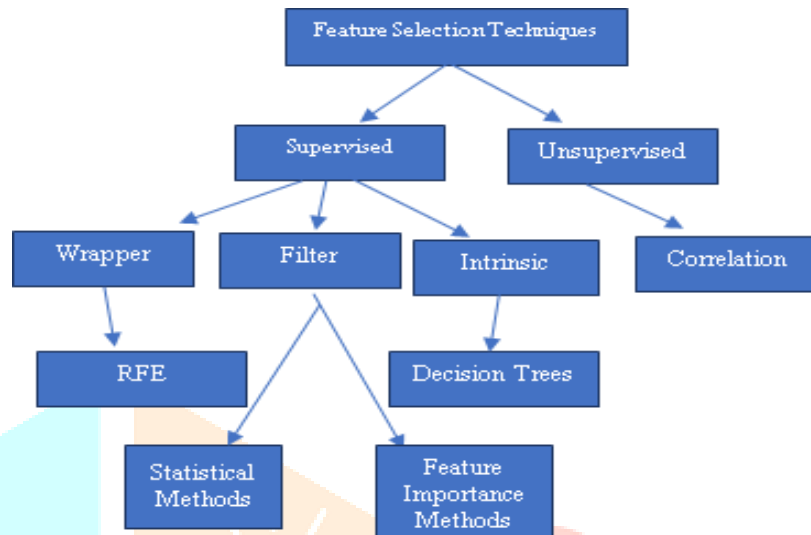 Feature Selection Techniques
Supervised
Unsupervised
Wrapper
Filter
Intrinsic
Correlation
RFE
Decision Trees
Statistical
Methods
Feature
Importance
Methods